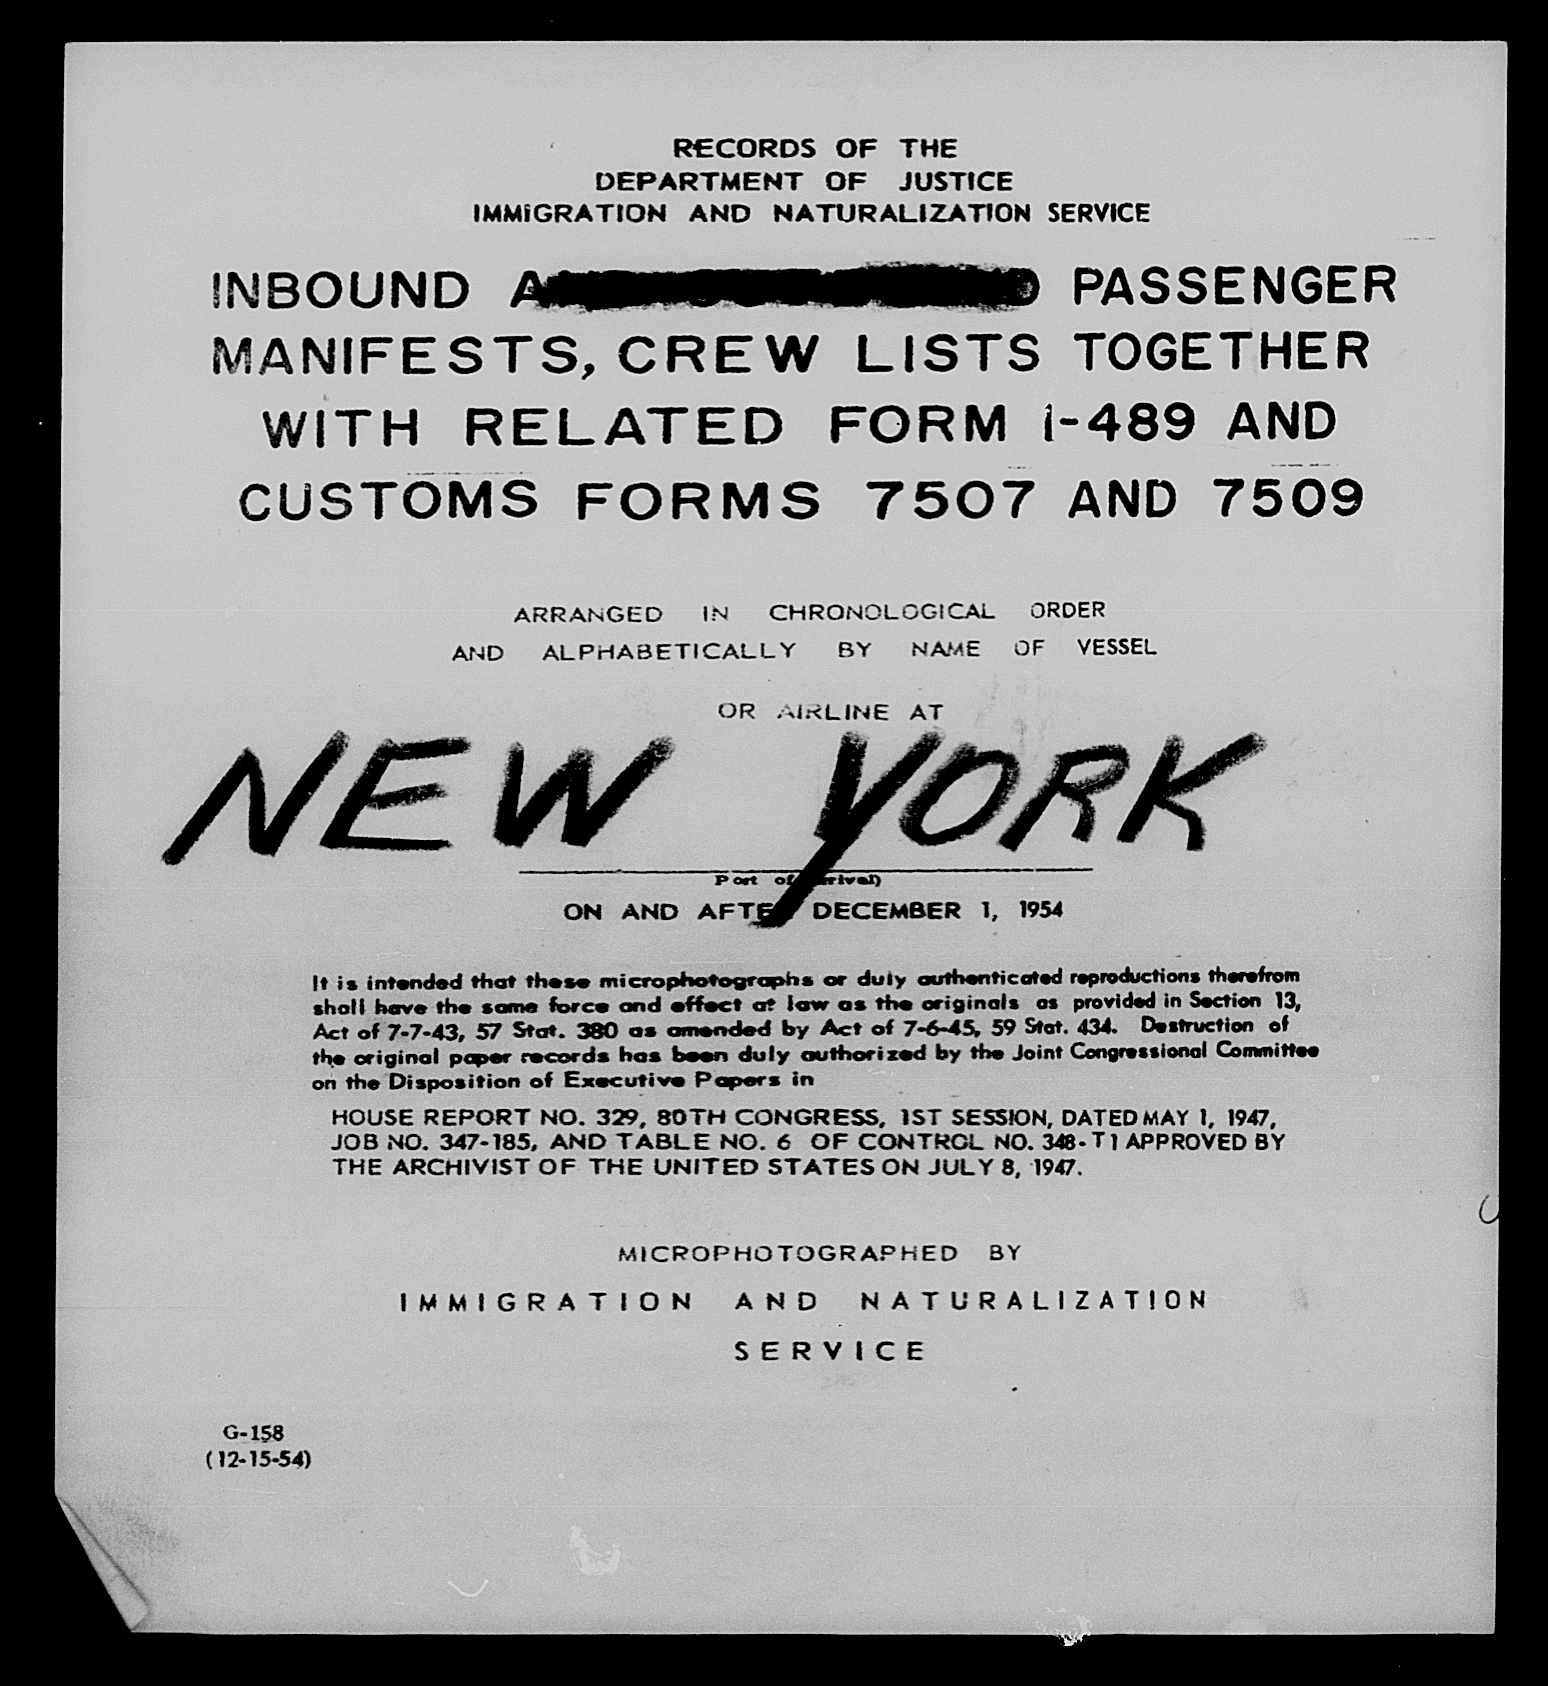 RECORDS OF THE
DEPARTMENT OF JUSTICE
IMMIGRATION AND NATURALIZATION SERVICE
INBOUND PASSENGER
MANIFESTS, CREW LISTS TOGETHER
WITH RELATED FORM I-489 AND
CUSTOMS FORMS 7507 AND 7509
ARRANGED IN CHRONOLOGICAL ORDER
AND ALPHABETICALLY BY NAME OF VESSEL
OR AIRLINE AT
NEW YORK
Port of
ON AND AFTER DECEMBER 1, 1954
It is intended that these microphotographs or duly authenticated reproductions therefrom
shall have the same force and effect at law as the originals as provided in Section 13,
Act of 7-7-43, 57 Stat. 380 as amended by Act of 7-6-45, 59 Stat. 434. Destruction of
the original paper records has been duly authorized by the Joint Congressional Committee
on the Disposition of Executive Papers in
HOUSE REPORT NO. 329, 80TH CONGRESS, 1ST SESSION, DATED MAY 1, 1947,
JOB NO. 347-185, AND TABLE NO. 6 OF CONTROL NO. 348-T1 APPROVED BY
THE ARCHIVIST OF THE UNITED STATES ON JULY 8, 1947.
MICROPHOTOGRAPHED BY
IMMIGRATION AND NATURALIZATION
SERVICE
G-158
(12-15-54)